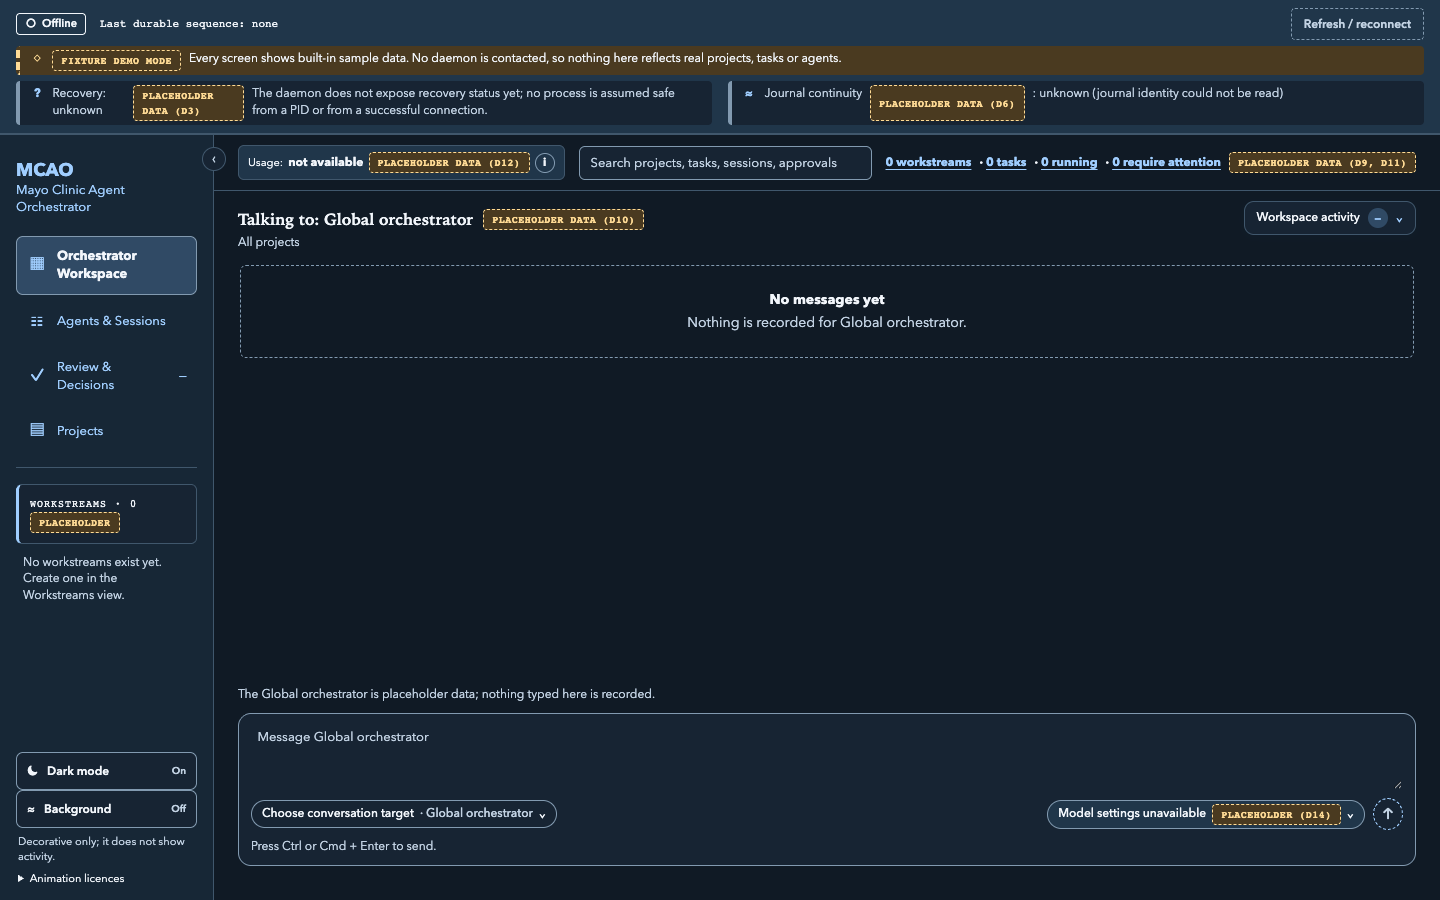 Offline
Last durable sequence: none
Refresh / reconnect
FIXTURE DEMO MODE Every screen shows built-in sample data. No daemon is contacted, so nothing here reflects real projects, tasks or agents.
? Recovery:
unknown
PLACEHOLDER
DATA (D3)
The daemon does not expose recovery status yet; no process is assumed safe
from a PID or from a successful connection.
≈ Journal continuity PLACEHOLDER DATA (D6) : unknown (journal identity could not be read)
MCAO
Mayo Clinic Agent
Orchestrator
Orchestrator
Workspace
Agents & Sessions
Review &
Decisions –
Projects
WORKSTREAMS · 0
PLACEHOLDER
No workstreams exist yet.
Create one in the
Workstreams view.
Dark mode On
≈ Background Off
Decorative only; it does not show
activity.
Animation licences
Usage: not available PLACEHOLDER DATA (D12) i
Search projects, tasks, sessions, approvals
0 workstreams · 0 tasks · 0 running · 0 require attention PLACEHOLDER DATA (D9, D11)
Talking to: Global orchestrator PLACEHOLDER DATA (D10)
All projects
Workspace activity –
No messages yet
Nothing is recorded for Global orchestrator.
The Global orchestrator is placeholder data; nothing typed here is recorded.
Message Global orchestrator
Choose conversation target · Global orchestrator
Model settings unavailable PLACEHOLDER (D14)
Press Ctrl or Cmd + Enter to send.